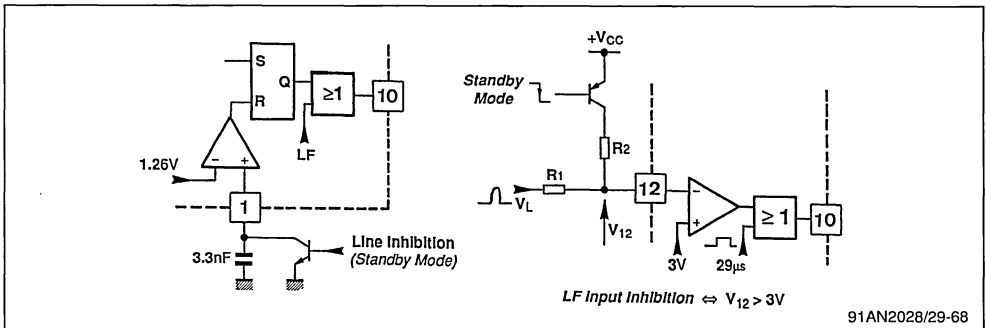 S
Q
R
≥1
10
1.26V
-
+
LF
1
3.3nF
Line Inhibition
(Standby Mode)
+VCC
Standby
Mode
R2
R1
VL
12
V12
-
+
3V
29µs
≥ 1
10
LF Input Inhibition ⇔ V12 > 3V
91AN2028/29-68